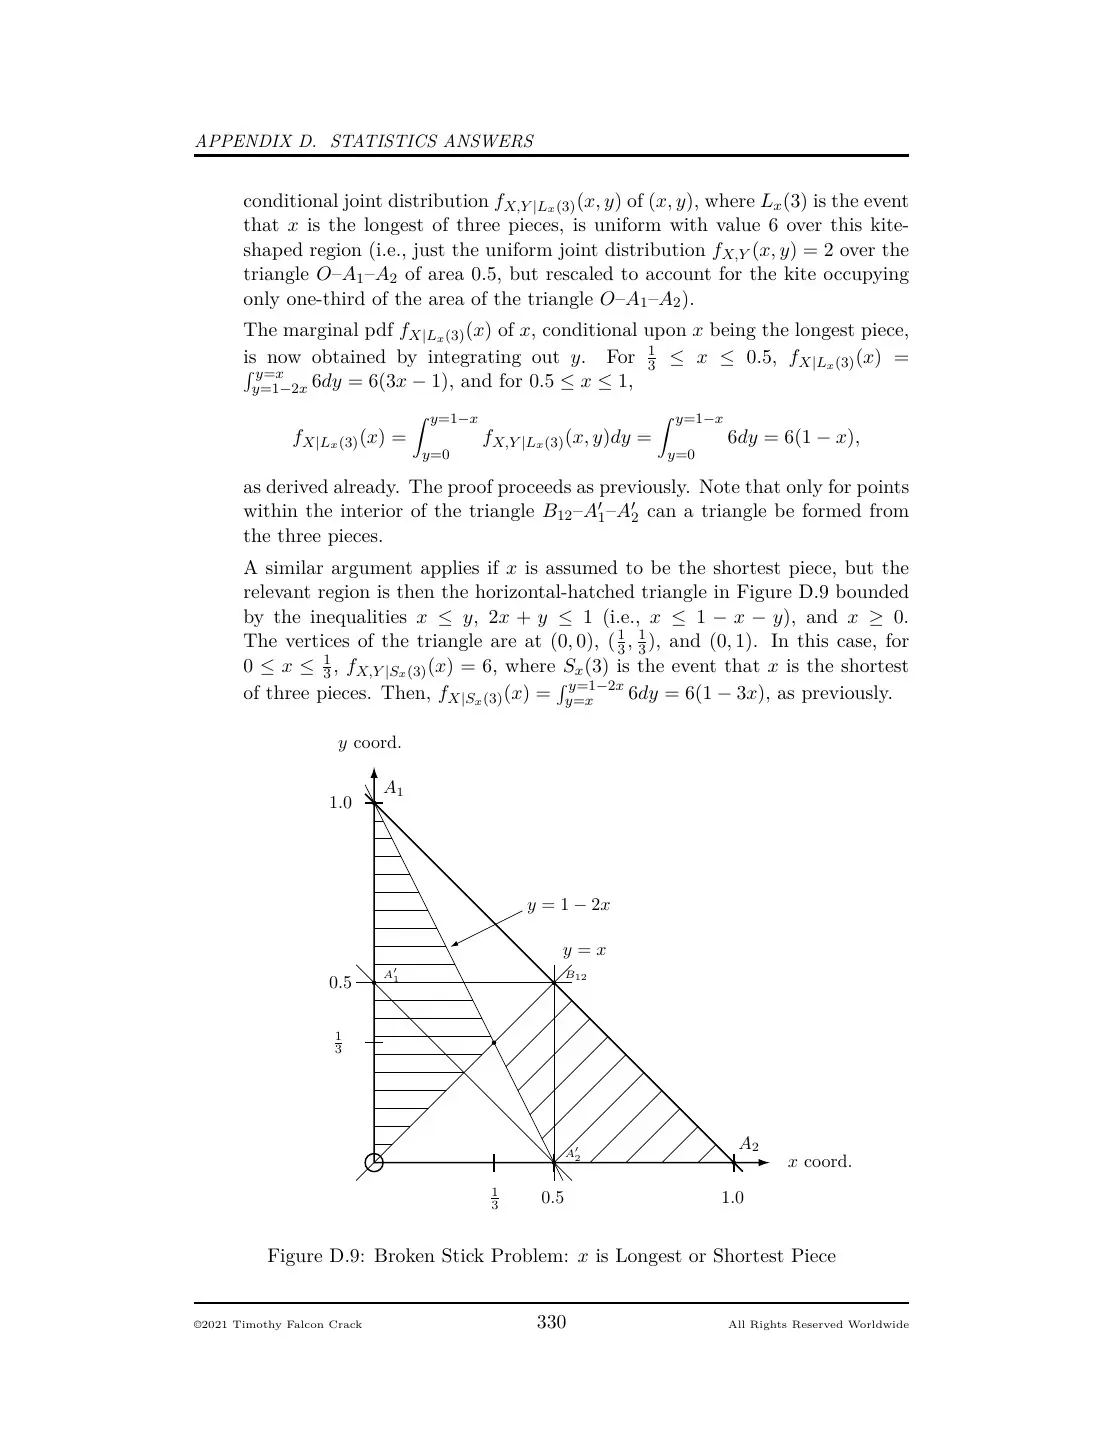 APPENDIX D. STATISTICS ANSWERS
conditional joint distribution f_{X,Y|L_x(3)}(x, y) of (x, y), where L_x(3) is the event
that x is the longest of three pieces, is uniform with value 6 over this kite-
shaped region (i.e., just the uniform joint distribution f_{X,Y}(x, y) = 2 over the
triangle O–A₁–A₂ of area 0.5, but rescaled to account for the kite occupying
only one-third of the area of the triangle O–A₁–A₂).
The marginal pdf f_{X|L_x(3)}(x) of x, conditional upon x being the longest piece,
is now obtained by integrating out y. For 1/3 ≤ x ≤ 0.5, f_{X|L_x(3)}(x) =
∫_{y=1−2x}^{y=x} 6dy = 6(3x − 1), and for 0.5 ≤ x ≤ 1,
f_{X|L_x(3)}(x) = ∫_{y=0}^{y=1−x} f_{X,Y|L_x(3)}(x, y)dy = ∫_{y=0}^{y=1−x} 6dy = 6(1 − x),
as derived already. The proof proceeds as previously. Note that only for points
within the interior of the triangle B₁₂–A′₁–A′₂ can a triangle be formed from
the three pieces.
A similar argument applies if x is assumed to be the shortest piece, but the
relevant region is then the horizontal-hatched triangle in Figure D.9 bounded
by the inequalities x ≤ y, 2x + y ≤ 1 (i.e., x ≤ 1 − x − y), and x ≥ 0.
The vertices of the triangle are at (0, 0), (1/3, 1/3), and (0, 1). In this case, for
0 ≤ x ≤ 1/3, f_{X,Y|S_x(3)}(x) = 6, where S_x(3) is the event that x is the shortest
of three pieces. Then, f_{X|S_x(3)}(x) = ∫_{y=x}^{y=1−2x} 6dy = 6(1 − 3x), as previously.
y coord.
A₁
1.0
y = 1 − 2x
y = x
A′₁
B₁₂
0.5
1/3
A₂
A′₂
x coord.
1/3
0.5
1.0
Figure D.9: Broken Stick Problem: x is Longest or Shortest Piece
©2021 Timothy Falcon Crack
330
All Rights Reserved Worldwide